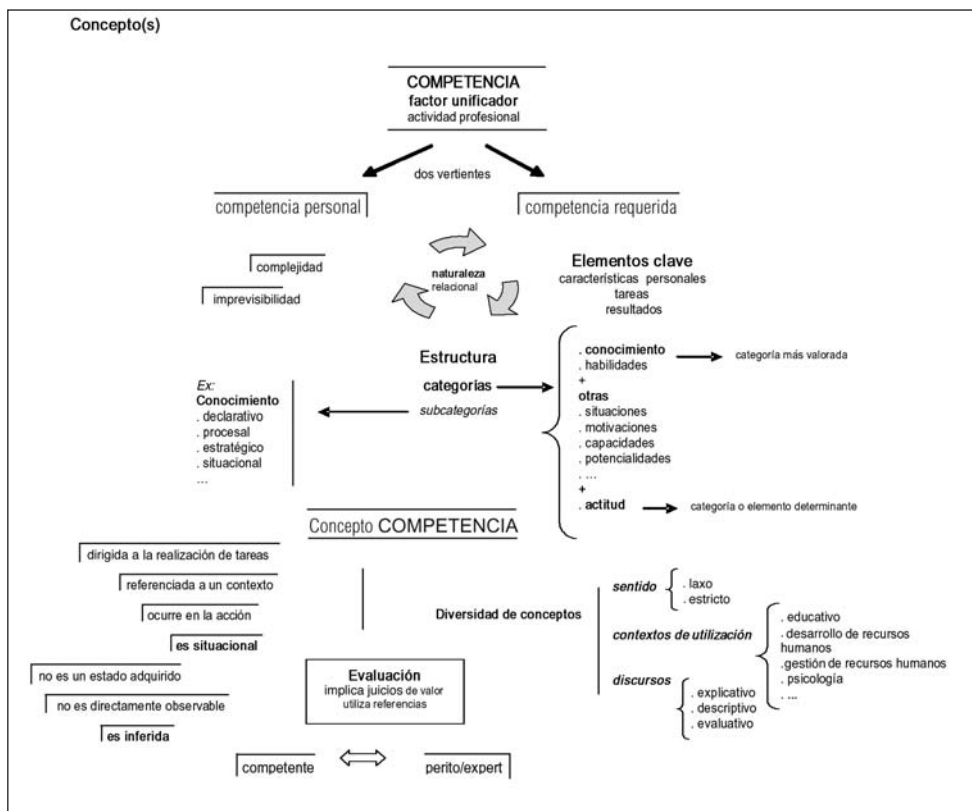 Concepto(s)
COMPETENCIA
factor unificador
actividad profesional
dos vertientes
competencia personal
competencia requerida
complejidad
imprevisibilidad
naturaleza
relacional
Elementos clave
características personales
tareas
resultados
Estructura
categorías
subcategorías
Ex:
Conocimiento
. declarativo
. procesal
. estratégico
. situacional
...
. conocimiento
. habilidades
+
otras
. situaciones
. motivaciones
. capacidades
. potencialidades
. ...
+
. actitud
categoría más valorada
categoría o elemento determinante
Concepto COMPETENCIA
dirigida a la realización de tareas
referenciada a un contexto
ocurre en la acción
es situacional
no es un estado adquirido
no es directamente observable
es inferida
Evaluación
implica juicios de valor
utiliza referencias
competente
perito/expert
Diversidad de conceptos
sentido
. laxo
. estricto
contextos de utilización
. educativo
. desarrollo de recursos
humanos
.gestión de recursos humanos
. psicología
. ...
discursos
. explicativo
. descriptivo
. evaluativo